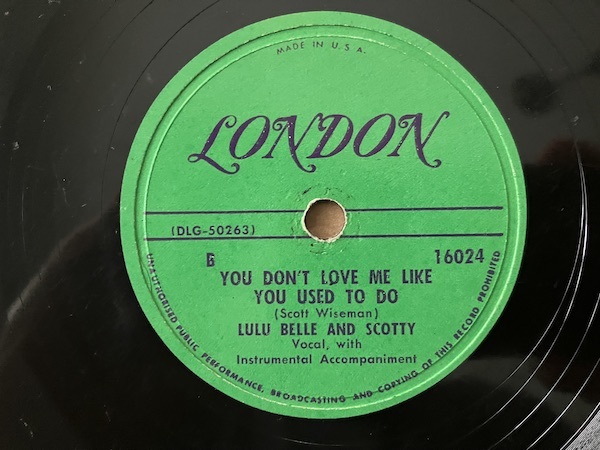 MADE IN U.S.A.
LONDON
(DLG-50263)
B 16024
YOU DON'T LOVE ME LIKE
YOU USED TO DO
(Scott Wiseman)
LULU BELLE AND SCOTTY
Vocal, with
Instrumental Accompaniment
UNAUTHORISED PUBLIC PERFORMANCE, BROADCASTING AND COPYING OF THIS RECORD PROHIBITED